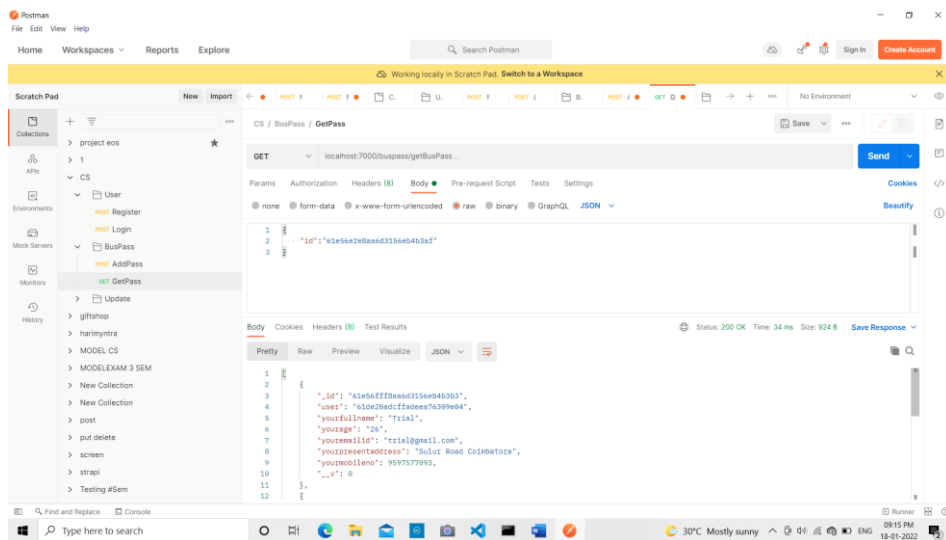 Postman
File Edit View Help
Home Workspaces Reports Explore Search Postman Sign In Create Account
Working locally in Scratch Pad. Switch to a Workspace
Scratch Pad New Import POST F POST F C. U. POST F POST L B. POST / GET G No Environment
CS / BusPass / GetPass Save
Collections
APIs
Environments
Mock Servers
Monitors
History
project eos
1
CS
User
POST Register
POST Login
BusPass
POST AddPass
GET GetPass
Update
giftshop
harimyntra
MODEL CS
MODELEXAM 3 SEM
New Collection
New Collection
post
put delete
screen
strapi
Testing #Sem
GET localhost:7000/buspass/getBusPass... Send
Params Authorization Headers (8) Body Pre-request Script Tests Settings Cookies
none form-data x-www-form-urlencoded raw binary GraphQL JSON Beautify
1 {
2 "id":"61e56e2e8aa6d3156eb4b3af"
3 }
Body Cookies Headers (8) Test Results Status: 200 OK Time: 34 ms Size: 924 B Save Response
Pretty Raw Preview Visualize JSON
1 [
2 {
3 "_id": "61e56fff8aa6d3156eb4b3b3",
4 "user": "61de20adcffadeea76309e04",
5 "yourfullname": "Trial",
6 "yourage": "26",
7 "youremailid": "trial@gmail.com",
8 "yourpresentaddress": "Sulur Road Coimbatore",
9 "yourmobileno": 9597577093,
10 "__v": 0
11 },
12 {
Find and Replace Console Runner
Type here to search 30°C Mostly sunny ENG 09:15 PM
18-01-2022 2